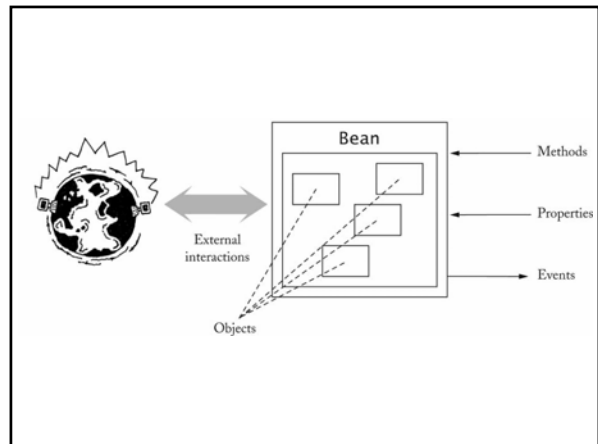 Bean
Methods
Properties
Events
External
interactions
Objects